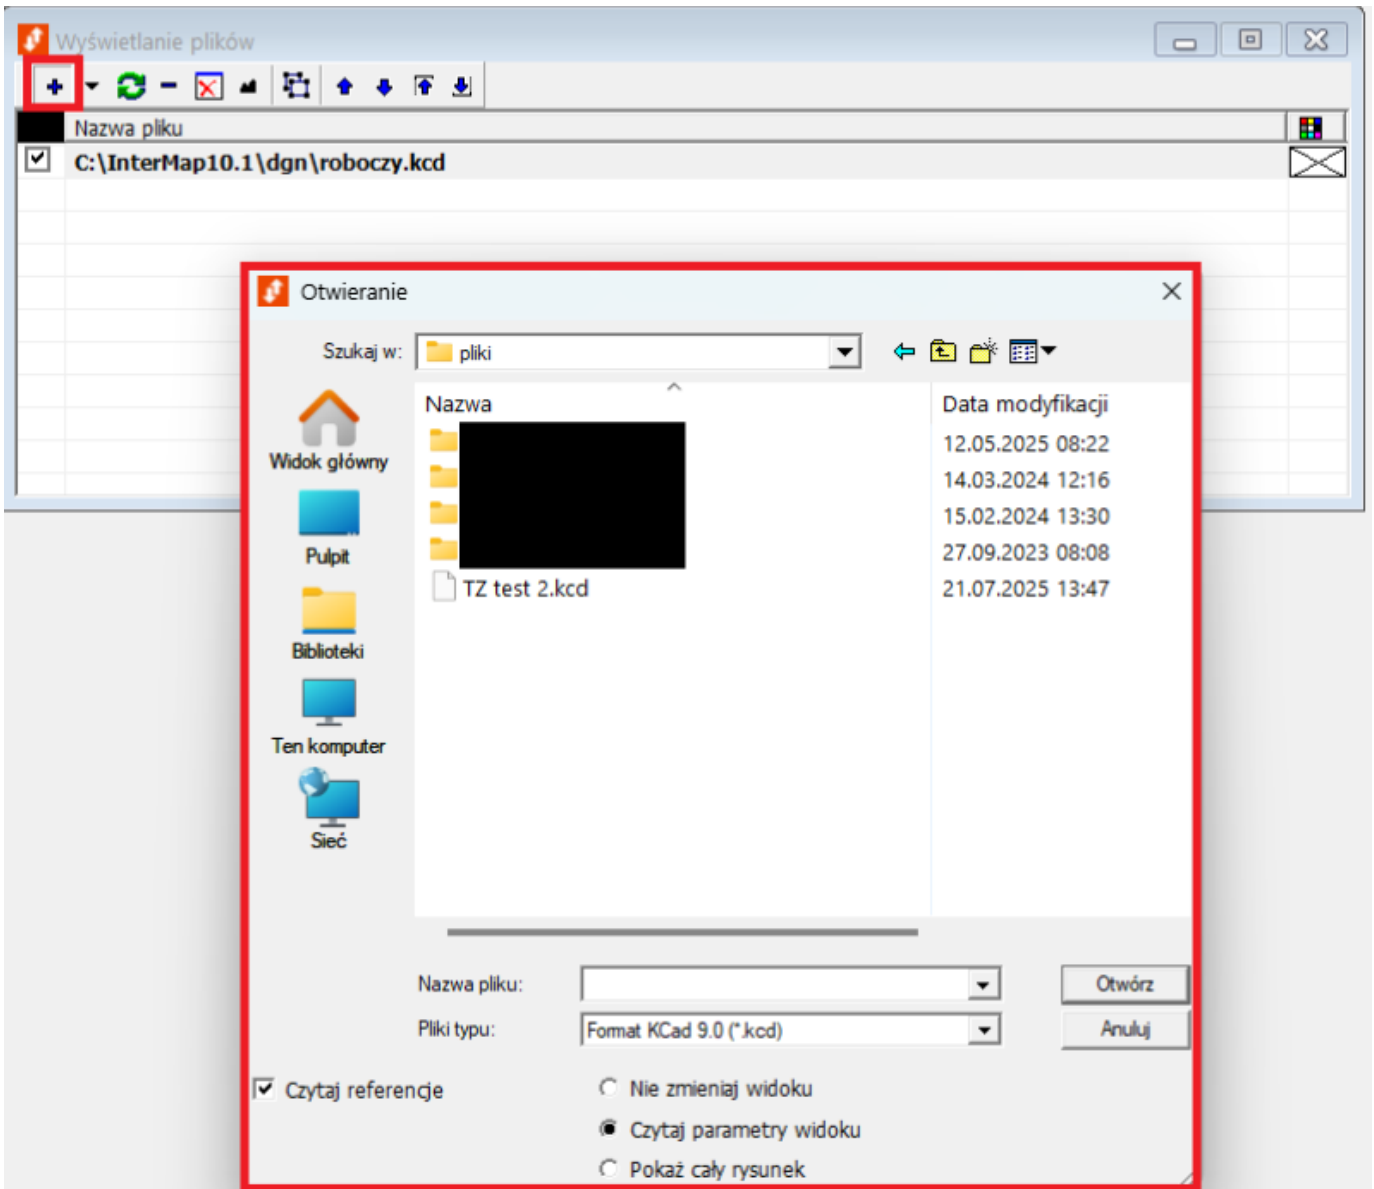 Wyświetlanie plików
Nazwa pliku
C:\InterMap10.1\dgn\roboczy.kcd
Otwieranie
Szukaj w: pliki
Nazwa Data modyfikacji
12.05.2025 08:22
14.03.2024 12:16
15.02.2024 13:30
27.09.2023 08:08
TZ test 2.kcd 21.07.2025 13:47
Widok główny
Pulpit
Biblioteki
Ten komputer
Sieć
Nazwa pliku: Otwórz
Pliki typu: Format KCad 9.0 (*.kcd) Anuluj
Czytaj referencje Nie zmieniaj widoku
Czytaj parametry widoku
Pokaż cały rysunek